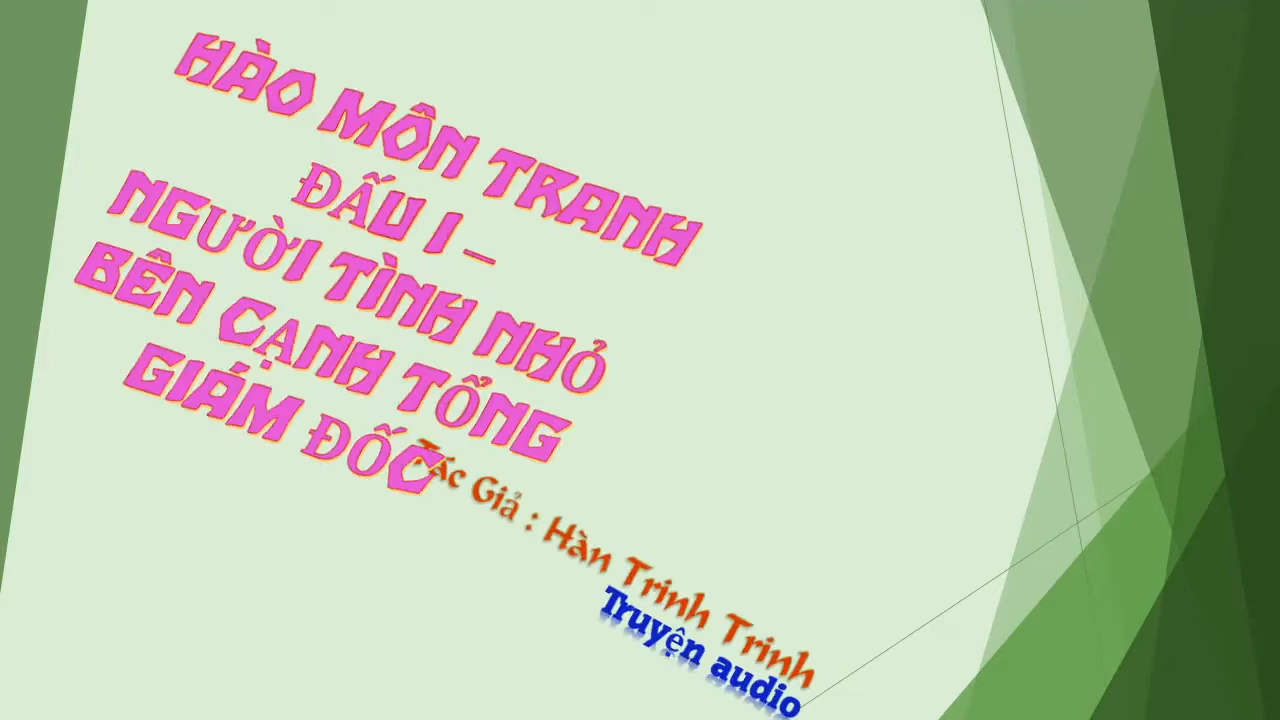 HÀO MÔN TRANH
ĐẤU I –
NGƯỜI TÌNH NHỎ
BÊN CẠNH TỔNG
GIÁM ĐỐC
Tác Giả : Hàn Trinh Trinh
Truyện audio